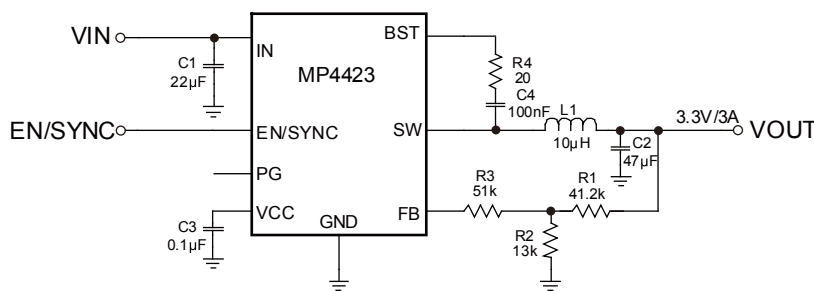 VIN
C1
22µF
IN
MP4423
BST
R4
20
C4
100nF
EN/SYNC
EN/SYNC
SW
L1
10µH
3.3V/3A
VOUT
C2
47µF
PG
R3
51k
R1
41.2k
C3
0.1µF
VCC
GND
FB
R2
13k